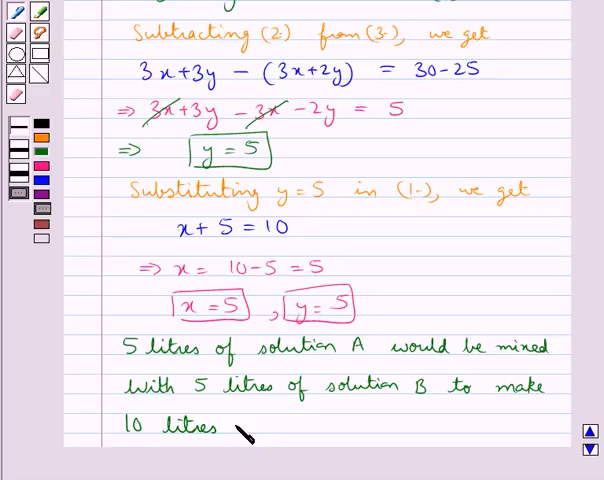 Subtracting (2.) from (3.), we get
3x+3y - (3x+2y) = 30-25
⇒ 3x+3y - 3x - 2y = 5
⇒ y = 5
Substituting y=5 in (1.), we get
x + 5 = 10
⇒ x = 10-5 = 5
x = 5 , y = 5
5 litres of solution A would be mixed
with 5 litres of solution B to make
10 litres